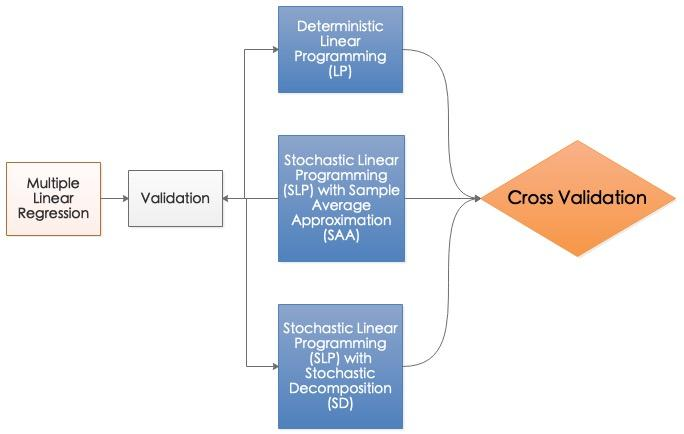 Multiple
Linear
Regression
Validation
Deterministic
Linear
Programming
(LP)
Stochastic Linear
Programming
(SLP) with Sample
Average
Approximation
(SAA)
Stochastic Linear
Programming
(SLP) with
Stochastic
Decomposition
(SD)
Cross Validation